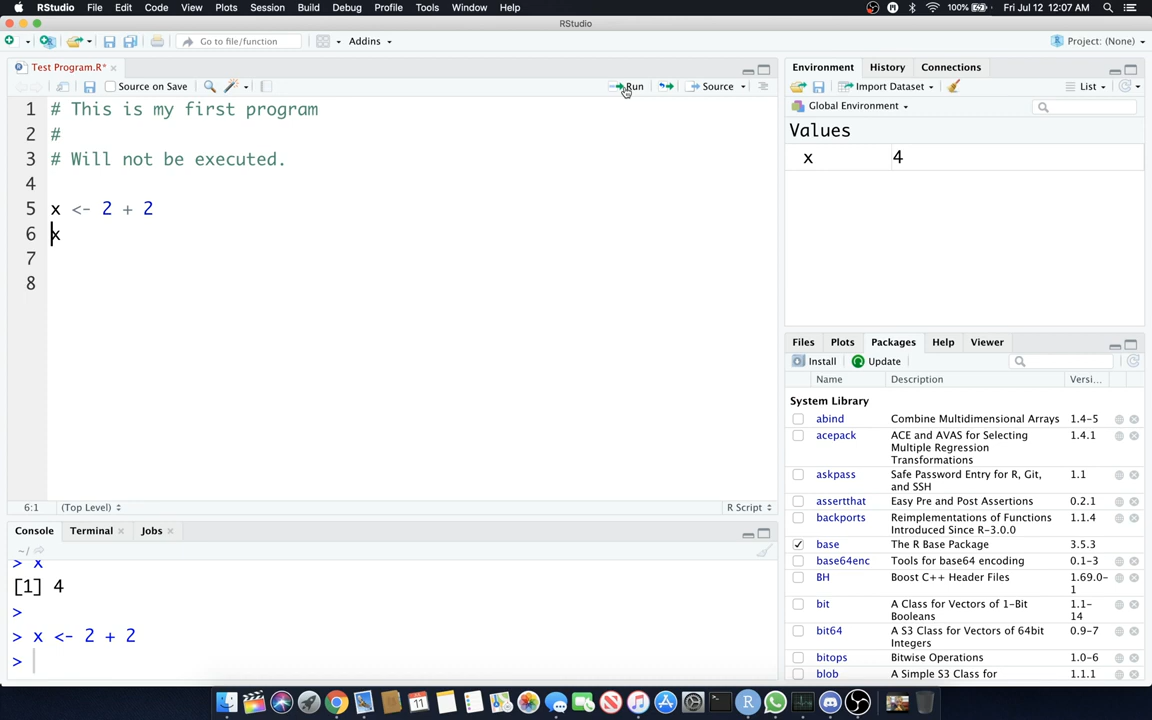 RStudio File Edit Code View Plots Session Build Debug Profile Tools Window Help 100% Fri Jul 12 12:07 AM
RStudio
Go to file/function Addins Project: (None)
Test Program.R*
Source on Save Run Source
1 # This is my first program
2 #
3 # Will not be executed.
4
5 x <- 2 + 2
6 x
7
8
6:1 (Top Level) R Script
Console Terminal Jobs
~/
> x
[1] 4
>
> x <- 2 + 2
>
Environment History Connections
Import Dataset List
Global Environment
Values
x 4
Files Plots Packages Help Viewer
Install Update
Name Description Versi...
System Library
abind Combine Multidimensional Arrays 1.4-5
acepack ACE and AVAS for Selecting 1.4.1
Multiple Regression
Transformations
askpass Safe Password Entry for R, Git, 1.1
and SSH
assertthat Easy Pre and Post Assertions 0.2.1
backports Reimplementations of Functions 1.1.4
Introduced Since R-3.0.0
base The R Base Package 3.5.3
base64enc Tools for base64 encoding 0.1-3
BH Boost C++ Header Files 1.69.0-
1
bit A Class for Vectors of 1-Bit 1.1-
Booleans 14
bit64 A S3 Class for Vectors of 64bit 0.9-7
Integers
bitops Bitwise Operations 1.0-6
blob A Simple S3 Class for 1.1.1
11
R